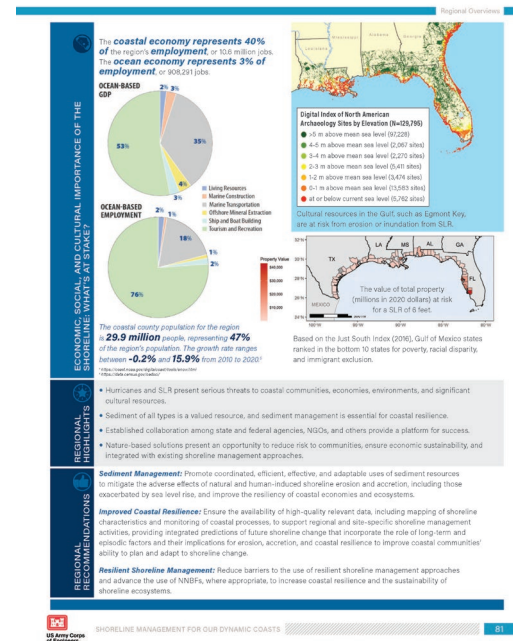 Regional Overviews
ECONOMIC, SOCIAL, AND CULTURAL IMPORTANCE OF THE
SHORELINE: WHAT'S AT STAKE?
The coastal economy represents 40%
of the region's employment, or 10.8 million jobs.
The ocean economy represents 3% of
employment, or 908,291 jobs.
OCEAN-BASED
GDP
2% 3%
35%
4%
3%
53%
Living Resources
Marine Construction
Marine Transportation
Offshore Mineral Extraction
Ship and Boat Building
Tourism and Recreation
OCEAN-BASED
EMPLOYMENT
2% 1%
18%
1%
2%
76%
The coastal county population for the region
is 29.9 million people, representing 47%
of the region's population. The growth rate ranges
between -0.2% and 15.9% from 2010 to 2020.
Mississippi
Alabama
Georgia
Louisiana
Digital Index of North American
Archaeology Sites by Elevation (N=129,795)
>5 m above mean sea level (97,228)
4-5 m above mean sea level (2,067 sites)
3-4 m above mean sea level (2,270 sites)
2-3 m above mean sea level (5,411 sites)
1-2 m above mean sea level (3,474 sites)
0-1 m above mean sea level (13,583 sites)
at or below current sea level (5,762 sites)
Cultural resources in the Gulf, such as Egmont Key,
are at risk from erosion or inundation from SLR.
Property Value
$40,000
$30,000
$20,000
$10,000
TX
LA
MS
AL
GA
FL
MEXICO
The value of total property
(millions in 2020 dollars) at risk
for a SLR of 6 feet.
Based on the Just South Index (2016), Gulf of Mexico states
ranked in the bottom 10 states for poverty, racial disparity,
and immigrant exclusion.
REGIONAL
HIGHLIGHTS
• Hurricanes and SLR present serious threats to coastal communities, economies, environments, and significant
cultural resources.
• Sediment of all types is a valued resource, and sediment management is essential for coastal resilience.
• Established collaboration among state and federal agencies, NGOs, and others provide a platform for success.
• Nature-based solutions present an opportunity to reduce risk to communities, ensure economic sustainability, and
integrated with existing shoreline management approaches.
REGIONAL
RECOMMENDATIONS
Sediment Management: Promote coordinated, efficient, effective, and adaptable uses of sediment resources
to mitigate the adverse effects of natural and human-induced shoreline erosion and accretion, including those
exacerbated by sea level rise, and improve the resiliency of coastal economies and ecosystems.
Improved Coastal Resilience: Ensure the availability of high-quality relevant data, including mapping of shoreline
characteristics and monitoring of coastal processes, to support regional and site-specific shoreline management
activities, providing integrated predictions of future shoreline change that incorporate the role of long-term and
episodic factors and their implications for erosion, accretion, and coastal resilience to improve coastal communities'
ability to plan and adapt to shoreline change.
Resilient Shoreline Management: Reduce barriers to the use of resilient shoreline management approaches
and advance the use of NNBFs, where appropriate, to increase coastal resilience and the sustainability of
shoreline ecosystems.
US Army Corps
of Engineers
SHORELINE MANAGEMENT FOR OUR DYNAMIC COASTS
81